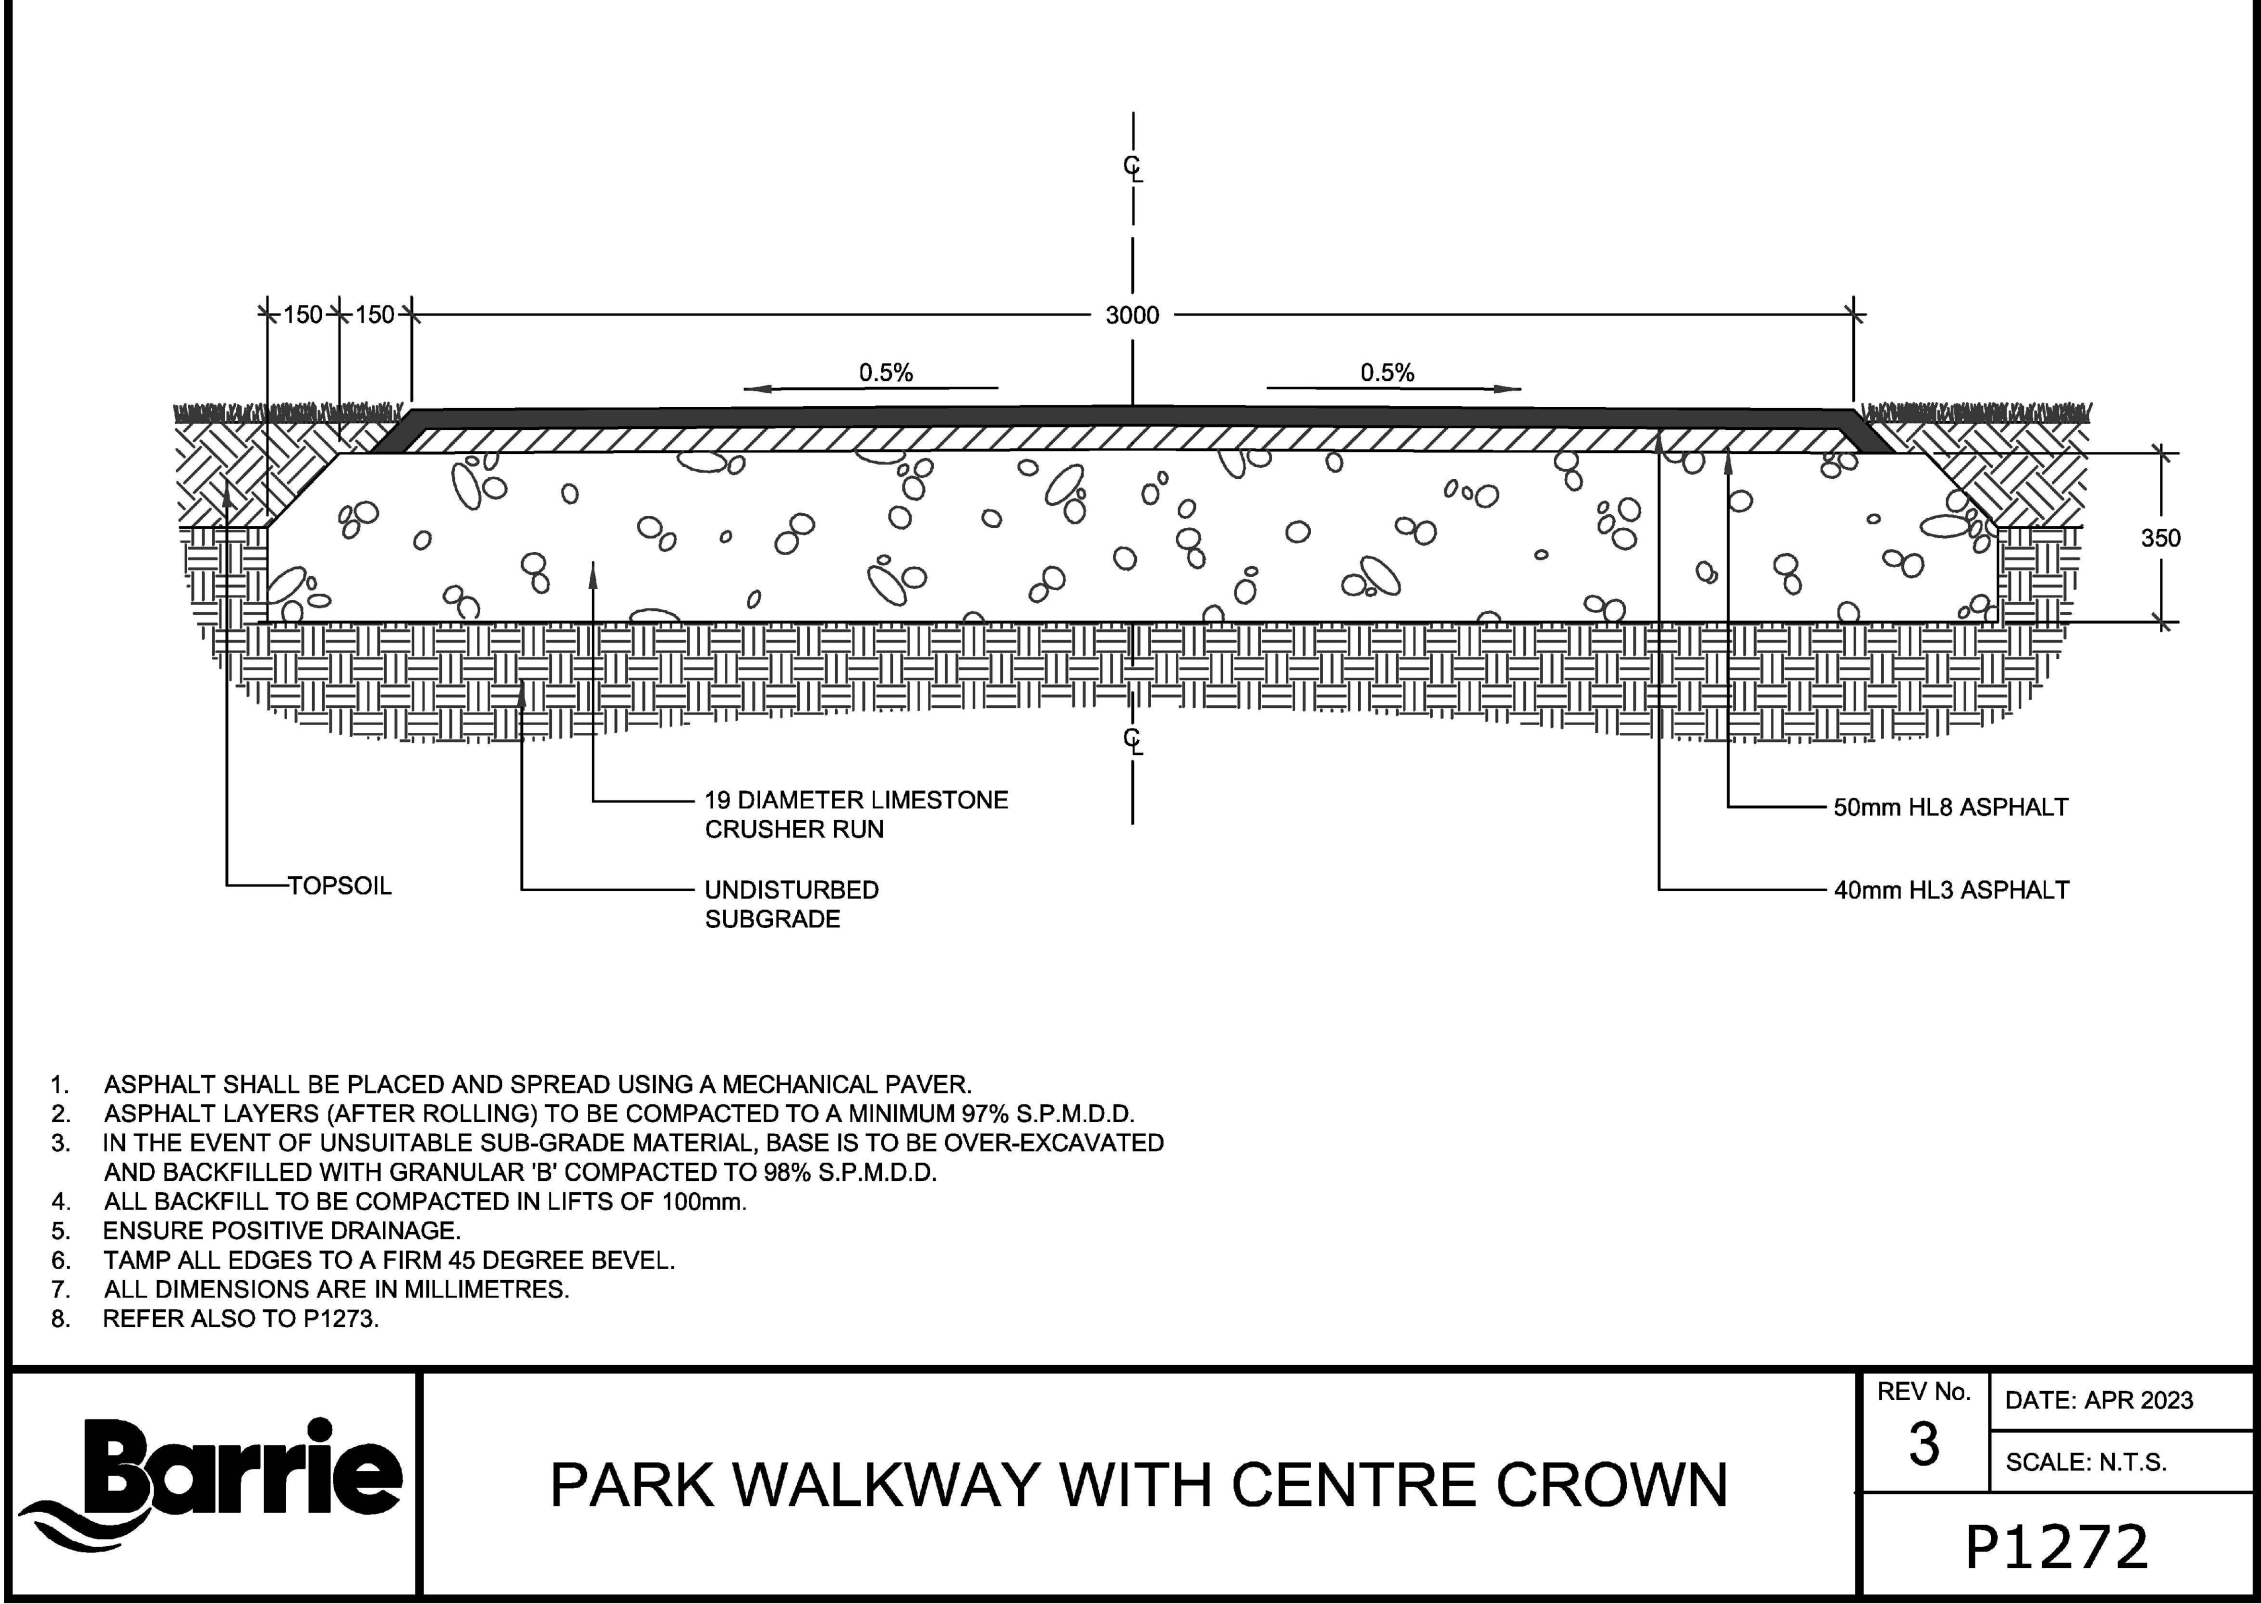 ℄
150
150
3000
0.5%
0.5%
350
℄
19 DIAMETER LIMESTONE
CRUSHER RUN
50mm HL8 ASPHALT
TOPSOIL
UNDISTURBED
SUBGRADE
40mm HL3 ASPHALT
1. ASPHALT SHALL BE PLACED AND SPREAD USING A MECHANICAL PAVER.
2. ASPHALT LAYERS (AFTER ROLLING) TO BE COMPACTED TO A MINIMUM 97% S.P.M.D.D.
3. IN THE EVENT OF UNSUITABLE SUB-GRADE MATERIAL, BASE IS TO BE OVER-EXCAVATED
AND BACKFILLED WITH GRANULAR 'B' COMPACTED TO 98% S.P.M.D.D.
4. ALL BACKFILL TO BE COMPACTED IN LIFTS OF 100mm.
5. ENSURE POSITIVE DRAINAGE.
6. TAMP ALL EDGES TO A FIRM 45 DEGREE BEVEL.
7. ALL DIMENSIONS ARE IN MILLIMETRES.
8. REFER ALSO TO P1273.
Barrie
PARK WALKWAY WITH CENTRE CROWN
REV No.
3
DATE: APR 2023
SCALE: N.T.S.
P1272